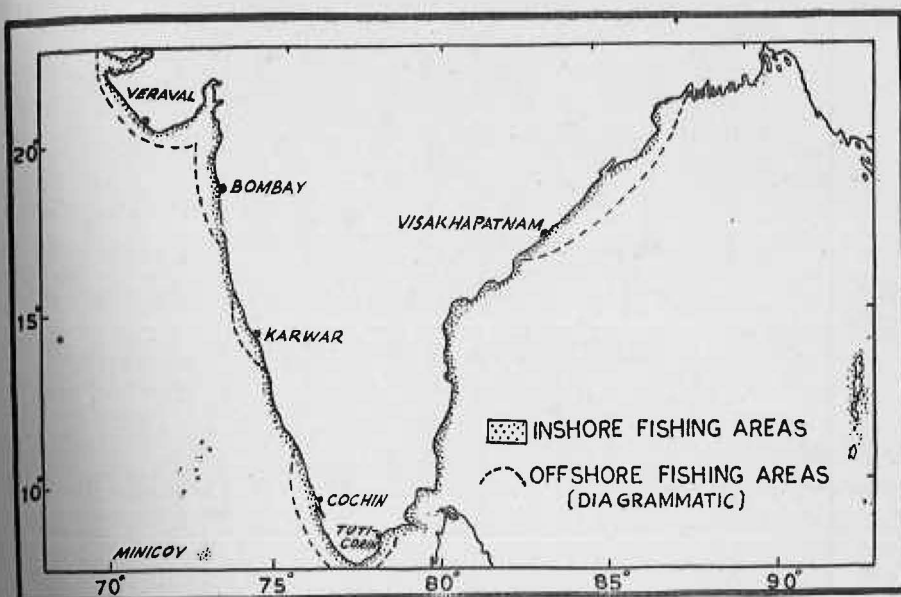 VERAVAL
20°
BOMBAY
VISAKHAPATNAM
15°
KARWAR
INSHORE FISHING AREAS
OFFSHORE FISHING AREAS
(DIAGRAMMATIC)
10°
COCHIN
TUTI-
CORIN
MINICOY
70° 75° 80° 85° 90°